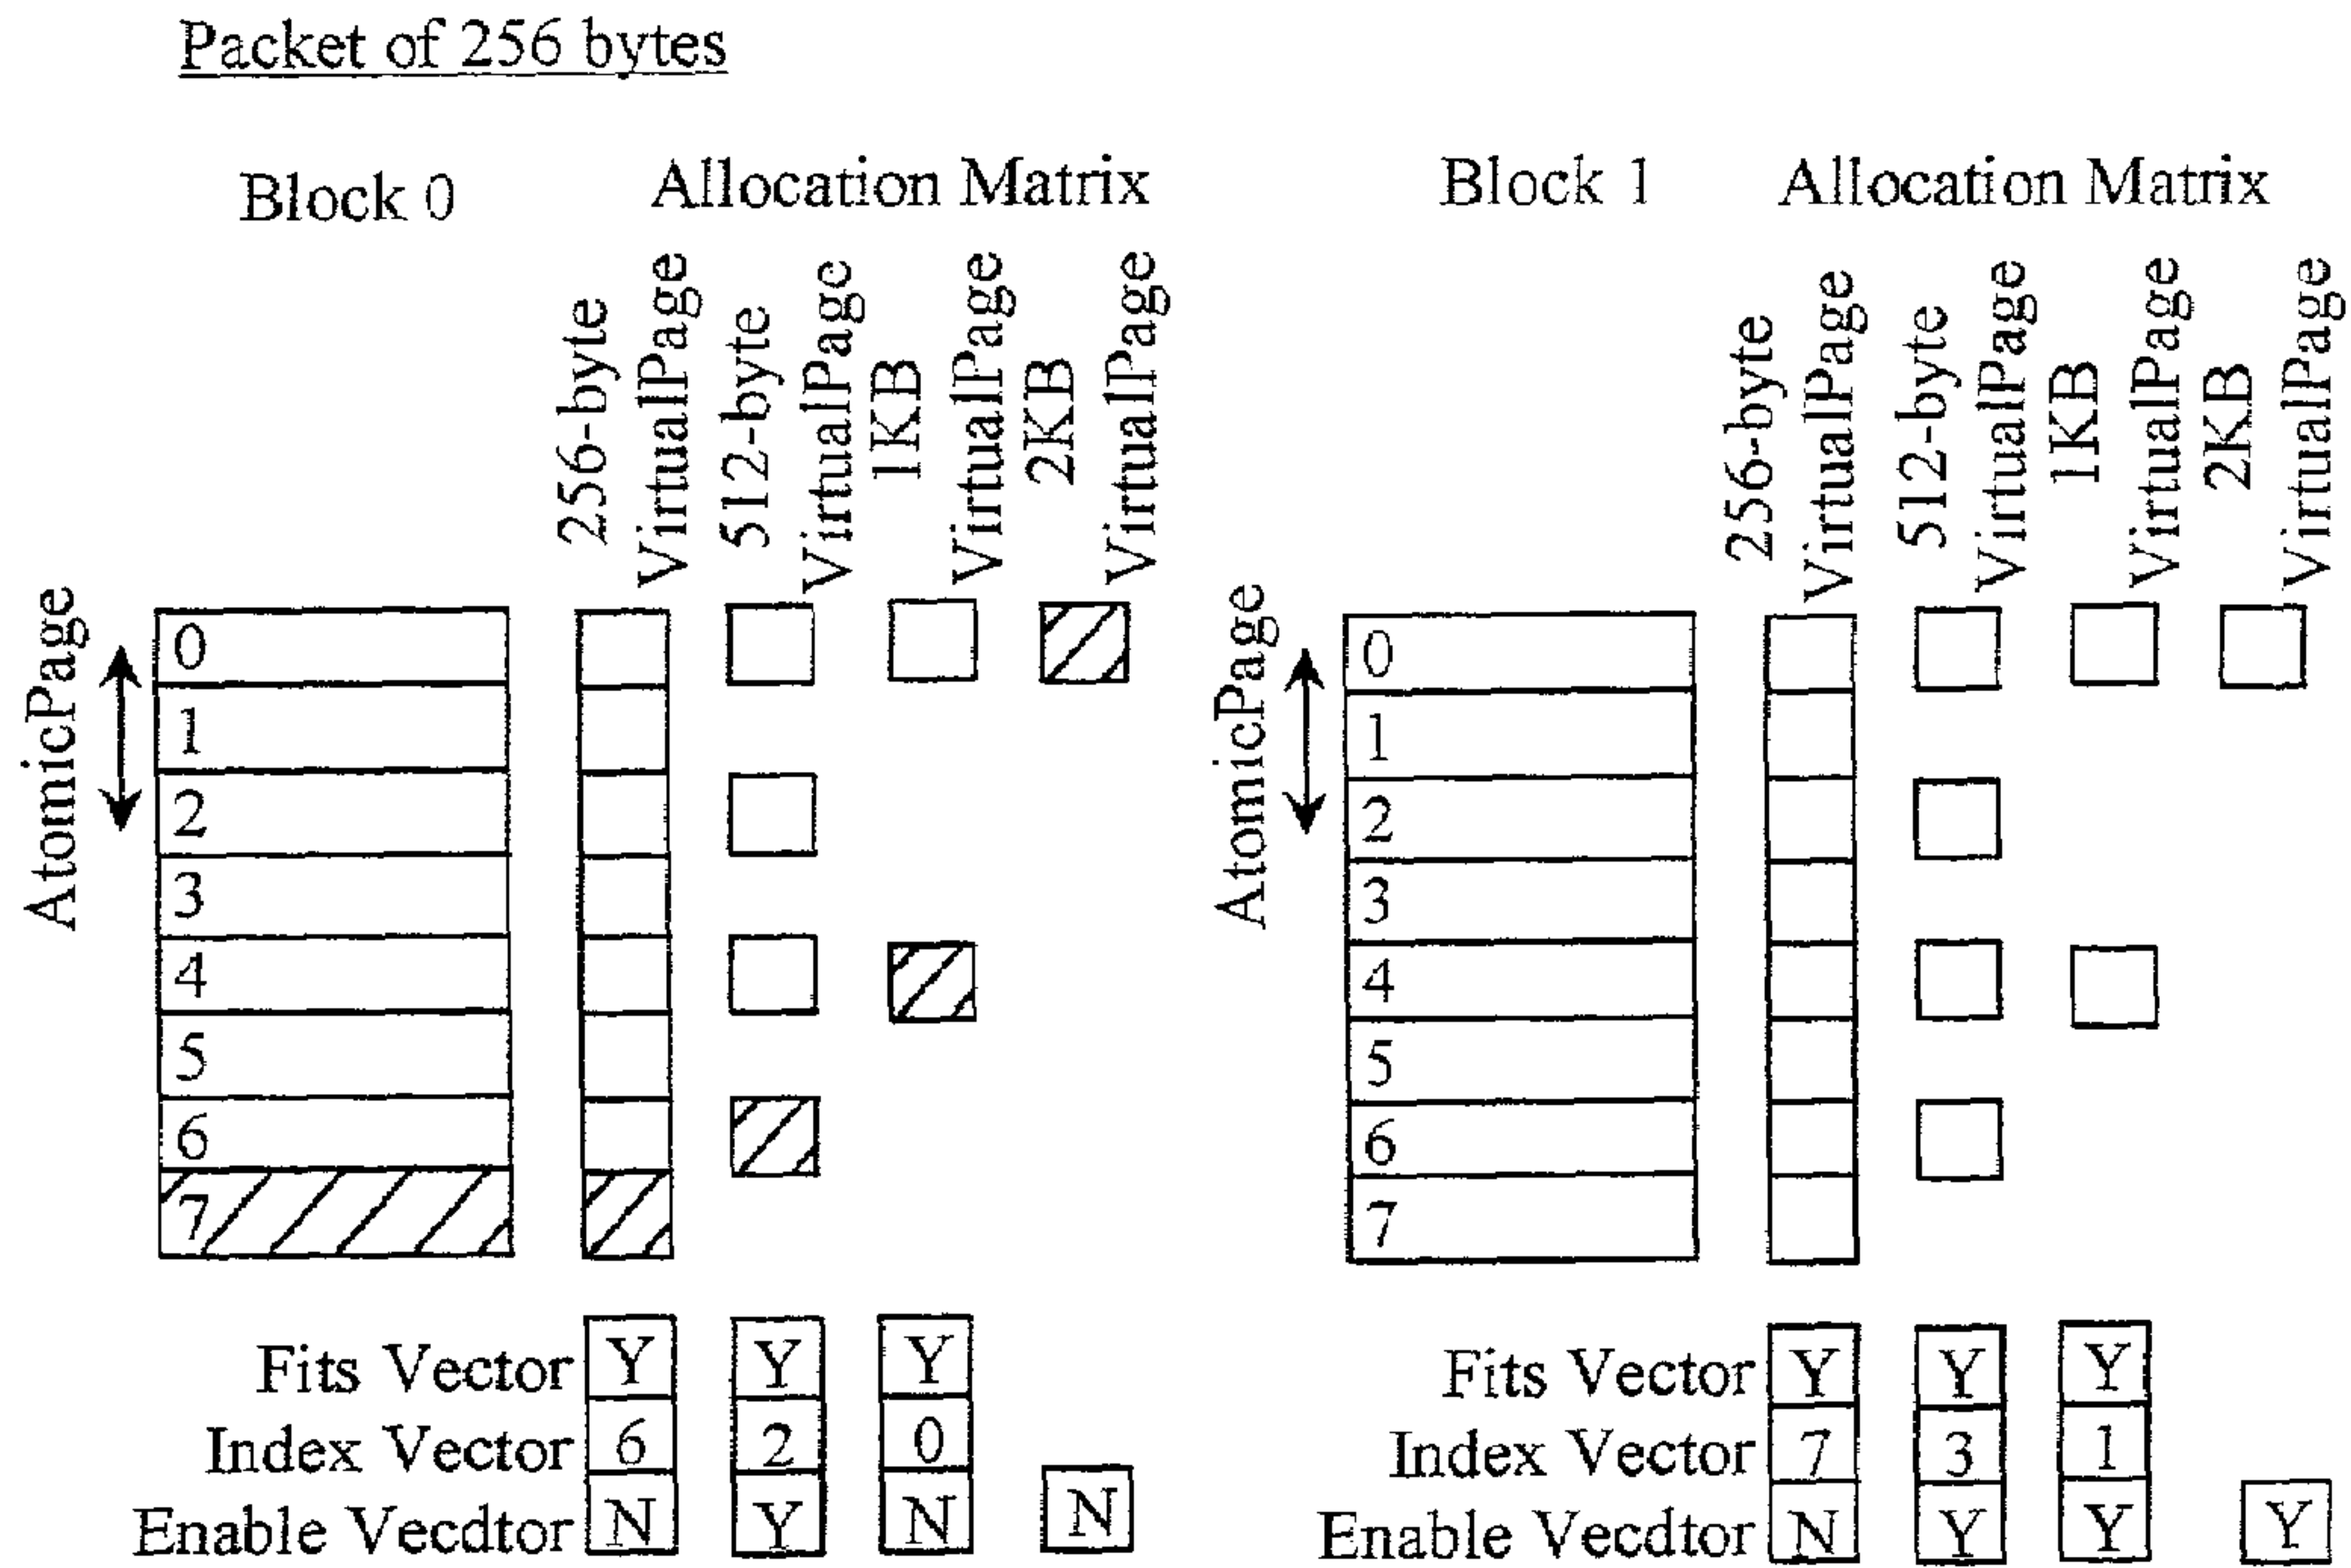 Packet of 256 bytes
Block 0
Allocation Matrix
256-byte
VirtualPage
512-byte
VirtualPage
1KB
VirtualPage
2KB
VirtualPage
AtomicPage
0
1
2
3
4
5
6
7
Fits Vector Y Y Y
Index Vector 6 2 0
Enable Vecdtor N Y N N
Block 1
Allocation Matrix
256-byte
VirtualPage
512-byte
VirtualPage
1KB
VirtualPage
2KB
VirtualPage
AtomicPage
0
1
2
3
4
5
6
7
Fits Vector Y Y Y
Index Vector 7 3 1
Enable Vecdtor N Y Y Y